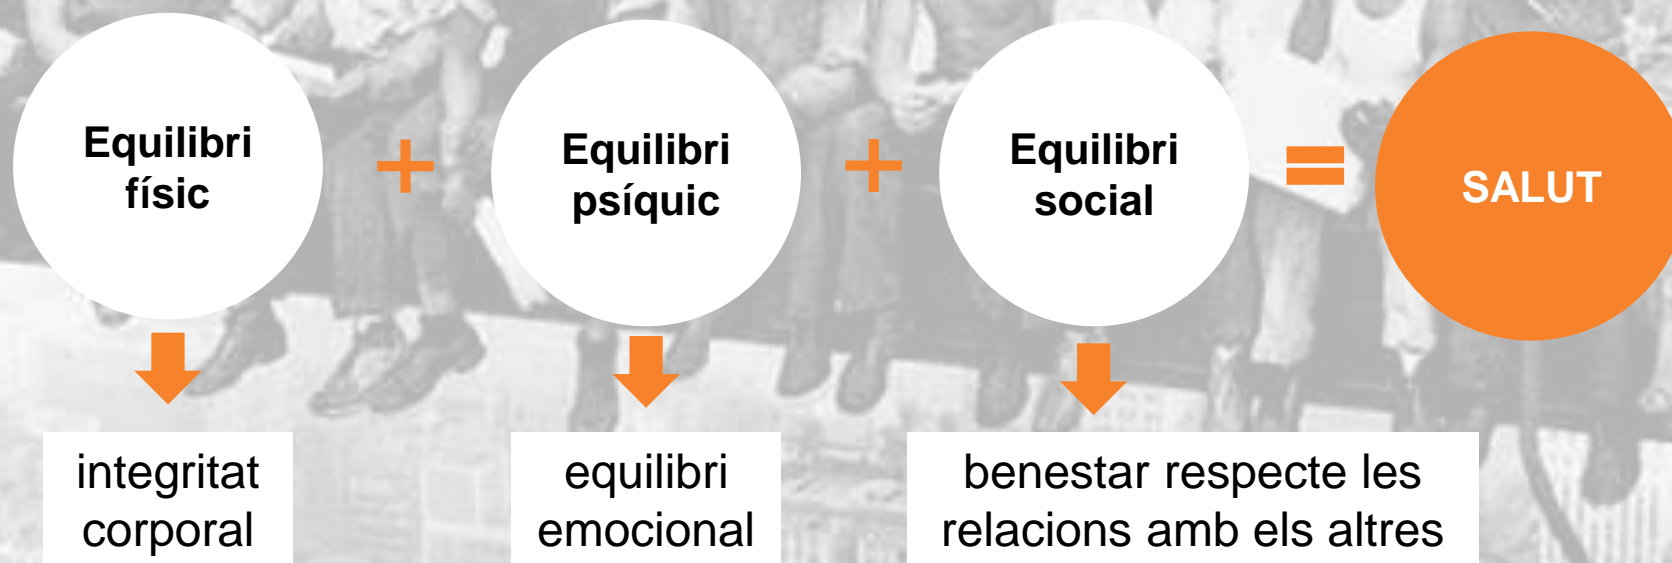 Equilibri
físic
+
Equilibri
psíquic
+
Equilibri
social
=
SALUT
integritat
corporal
equilibri
emocional
benestar respecte les
relacions amb els altres